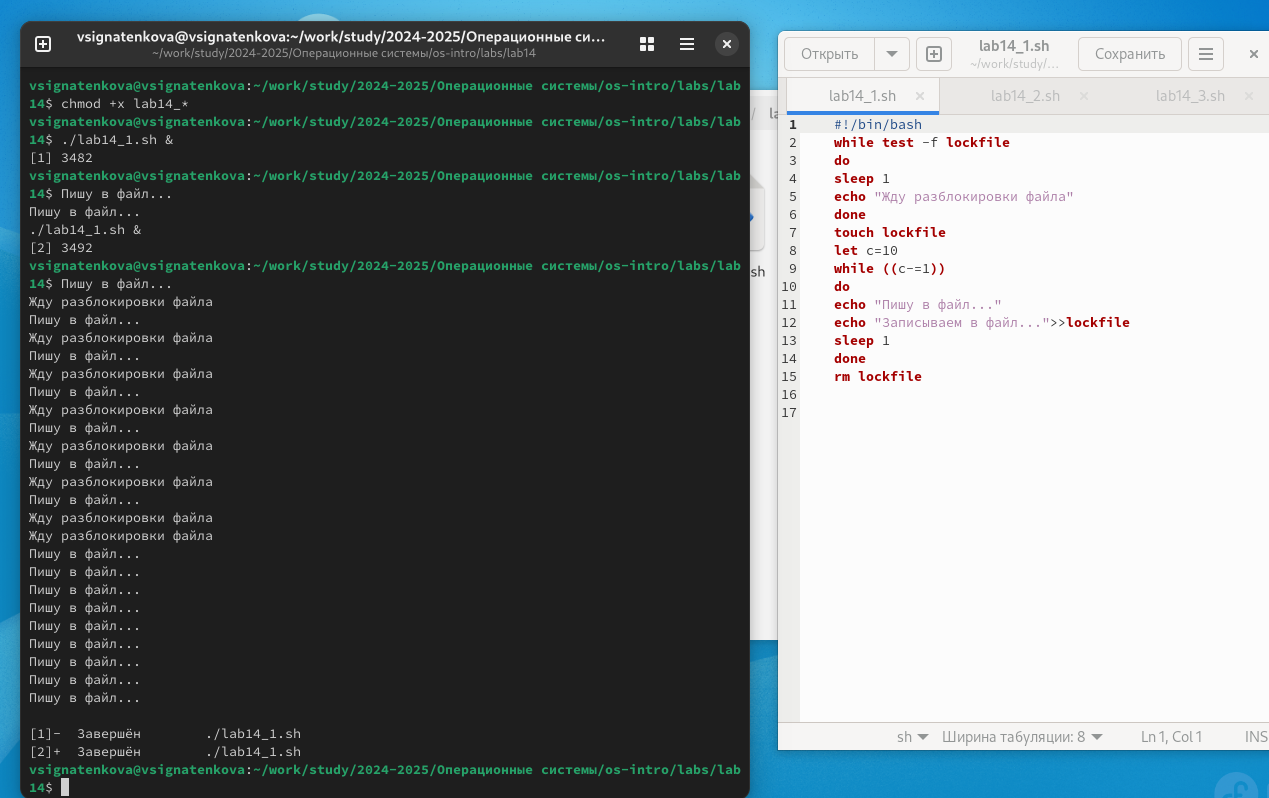 vsignatenkova@vsignatenkova:~/work/study/2024-2025/Операционные си...
~/work/study/2024-2025/Операционные системы/os-intro/labs/lab14
vsignatenkova@vsignatenkova:~/work/study/2024-2025/Операционные системы/os-intro/labs/lab
14$ chmod +x lab14_*
vsignatenkova@vsignatenkova:~/work/study/2024-2025/Операционные системы/os-intro/labs/lab
14$ ./lab14_1.sh &
[1] 3482
vsignatenkova@vsignatenkova:~/work/study/2024-2025/Операционные системы/os-intro/labs/lab
14$ Пишу в файл...
Пишу в файл...
./lab14_1.sh &
[2] 3492
vsignatenkova@vsignatenkova:~/work/study/2024-2025/Операционные системы/os-intro/labs/lab
14$ Пишу в файл...
Жду разблокировки файла
Пишу в файл...
Жду разблокировки файла
Пишу в файл...
Жду разблокировки файла
Пишу в файл...
Жду разблокировки файла
Пишу в файл...
Жду разблокировки файла
Пишу в файл...
Жду разблокировки файла
Пишу в файл...
Жду разблокировки файла
Жду разблокировки файла
Пишу в файл...
Пишу в файл...
Пишу в файл...
Пишу в файл...
Пишу в файл...
Пишу в файл...
Пишу в файл...
Пишу в файл...
Пишу в файл...
[1]-  Завершён        ./lab14_1.sh
[2]+  Завершён        ./lab14_1.sh
vsignatenkova@vsignatenkova:~/work/study/2024-2025/Операционные системы/os-intro/labs/lab
14$
/ la
sh
Открыть
lab14_1.sh
~/work/study/...
Сохранить
lab14_1.sh
lab14_2.sh
lab14_3.sh
1 #!/bin/bash
2 while test -f lockfile
3 do
4 sleep 1
5 echo "Жду разблокировки файла"
6 done
7 touch lockfile
8 let c=10
9 while ((c-=1))
10 do
11 echo "Пишу в файл..."
12 echo "Записываем в файл...">>lockfile
13 sleep 1
14 done
15 rm lockfile
16
17
sh
Ширина табуляции: 8
Ln 1, Col 1
INS